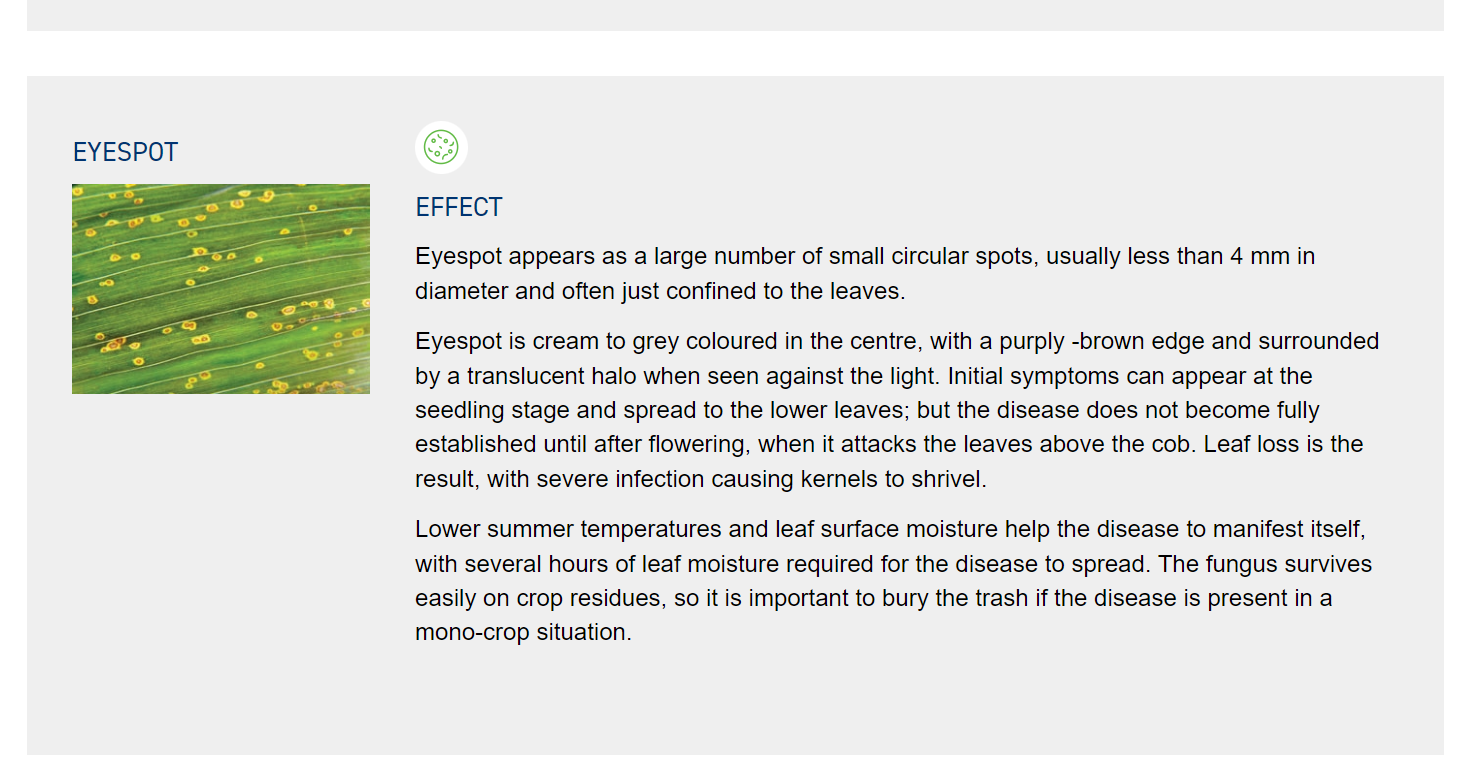 EYESPOT
EFFECT
Eyespot appears as a large number of small circular spots, usually less than 4 mm in
diameter and often just confined to the leaves.
Eyespot is cream to grey coloured in the centre, with a purply -brown edge and surrounded
by a translucent halo when seen against the light. Initial symptoms can appear at the
seedling stage and spread to the lower leaves; but the disease does not become fully
established until after flowering, when it attacks the leaves above the cob. Leaf loss is the
result, with severe infection causing kernels to shrivel.
Lower summer temperatures and leaf surface moisture help the disease to manifest itself,
with several hours of leaf moisture required for the disease to spread. The fungus survives
easily on crop residues, so it is important to bury the trash if the disease is present in a
mono-crop situation.